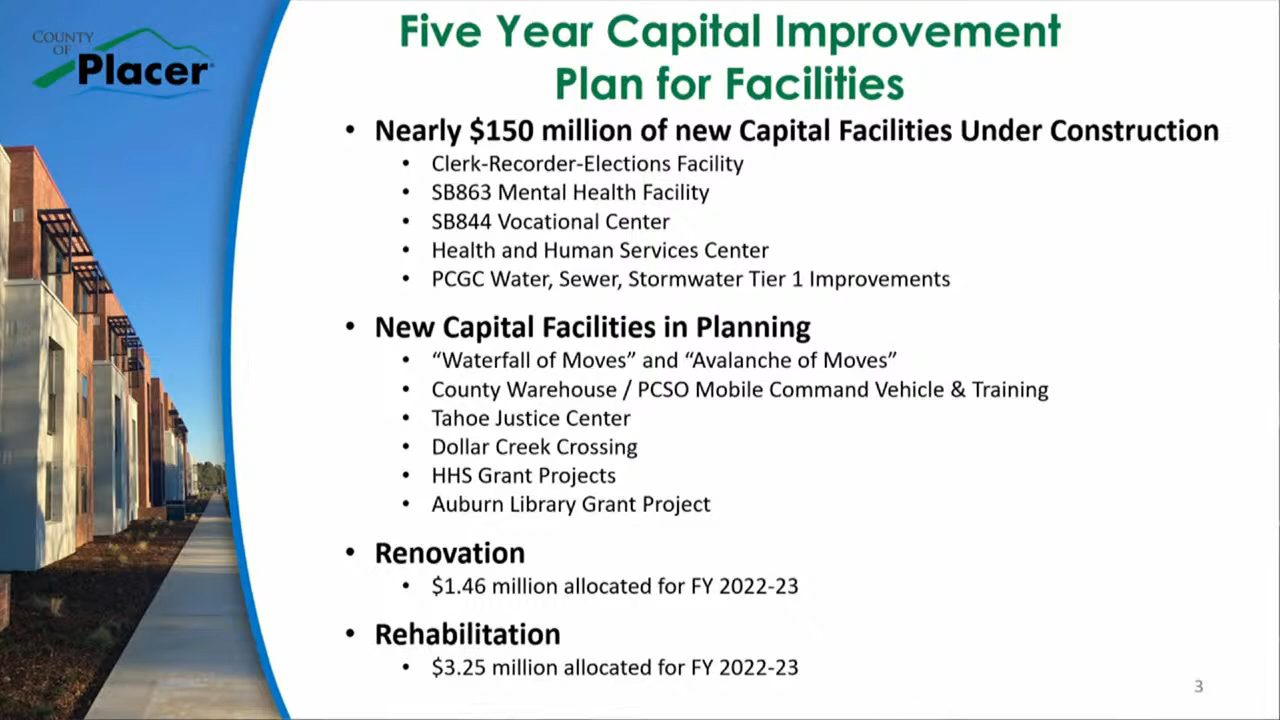 COUNTY
OF
Placer
Five Year Capital Improvement
Plan for Facilities
• Nearly $150 million of new Capital Facilities Under Construction
• Clerk-Recorder-Elections Facility
• SB863 Mental Health Facility
• SB844 Vocational Center
• Health and Human Services Center
• PCGC Water, Sewer, Stormwater Tier 1 Improvements
• New Capital Facilities in Planning
• “Waterfall of Moves” and “Avalanche of Moves”
• County Warehouse / PCSO Mobile Command Vehicle & Training
• Tahoe Justice Center
• Dollar Creek Crossing
• HHS Grant Projects
• Auburn Library Grant Project
• Renovation
• $1.46 million allocated for FY 2022-23
• Rehabilitation
• $3.25 million allocated for FY 2022-23
3